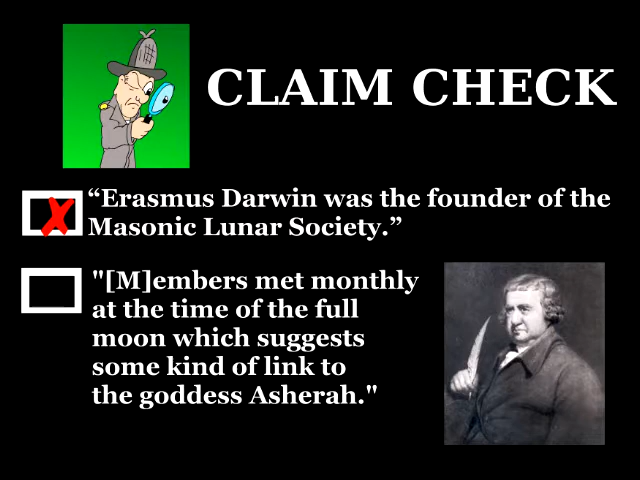 CLAIM CHECK
“Erasmus Darwin was the founder of the
Masonic Lunar Society.”
"[M]embers met monthly
at the time of the full
moon which suggests
some kind of link to
the goddess Asherah."